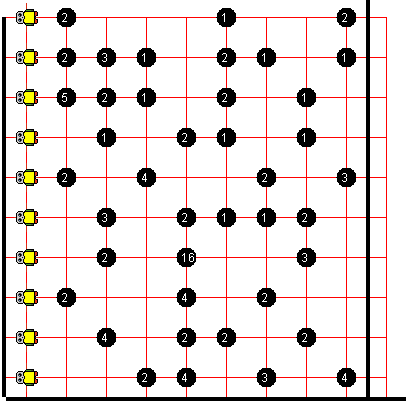 2 1 2
2 3 1 2 1 1
5 2 1 2 1
1 2 1 1
2 4 2 3
3 2 1 1 2
2 16 3
2 4 2
4 2 2 2
2 4 3 4